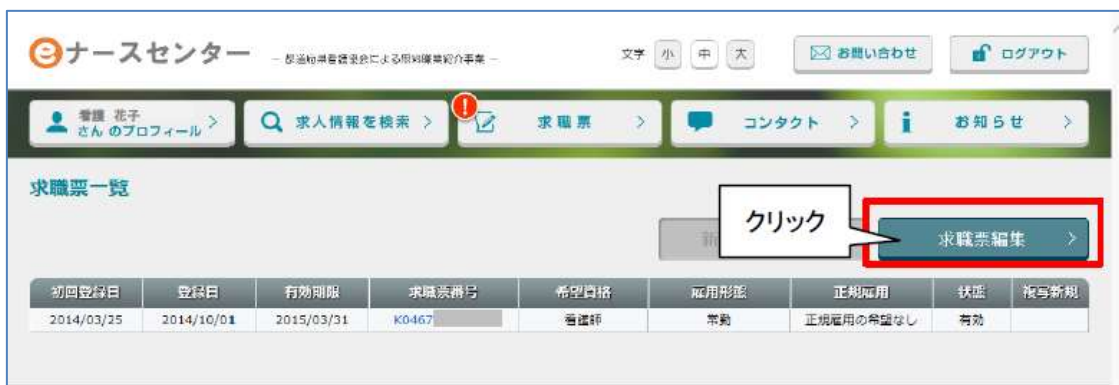 eナースセンター
- 都道府県看護協会による無料職業紹介事業 -
文字 小 中 大
お問い合わせ
ログアウト
看護 花子
さん のプロフィール >
求人情報を検索 >
! 求職票 >
コンタクト >
i お知らせ >
求職票一覧
新
クリック
求職票編集 >
初回登録日 登録日 有効期限 求職票番号 希望資格 雇用形態 正規雇用 状態 複写新規
2014/03/25 2014/10/01 2015/03/31 K0467 看護師 常勤 正規雇用の希望なし 有効